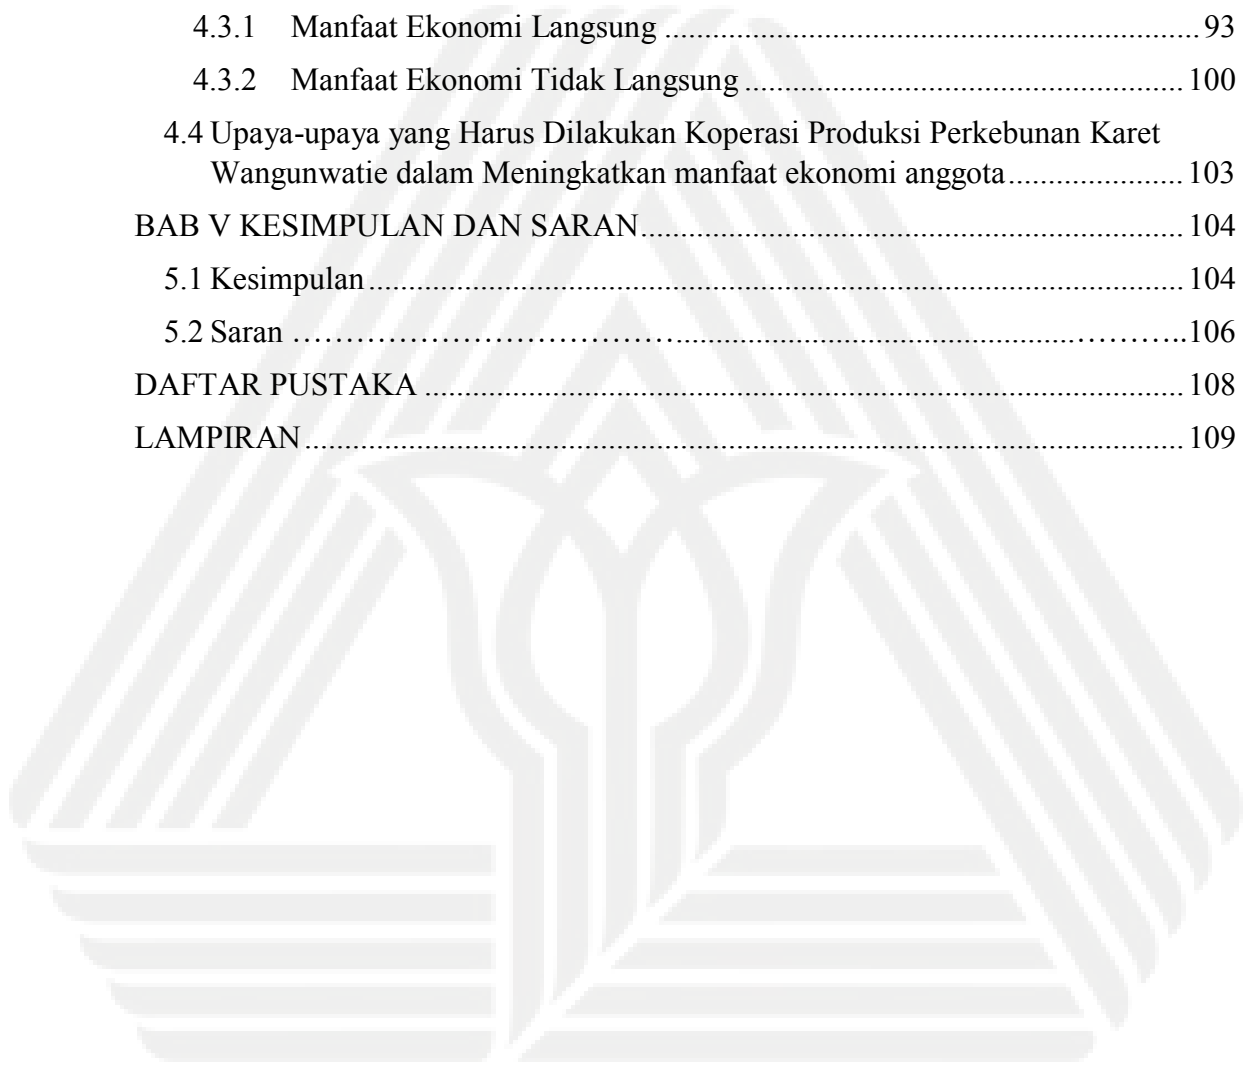 4.3.1 Manfaat Ekonomi Langsung ........................................................................ 93
4.3.2 Manfaat Ekonomi Tidak Langsung ........................................................... 100
4.4 Upaya-upaya yang Harus Dilakukan Koperasi Produksi Perkebunan Karet
Wangunwatie dalam Meningkatkan manfaat ekonomi anggota ....................... 103
BAB V KESIMPULAN DAN SARAN ........................................................................ 104
5.1 Kesimpulan ............................................................................................................. 104
5.2 Saran ……………………………………..................................................………..106
DAFTAR PUSTAKA ..................................................................................................... 108
LAMPIRAN ..................................................................................................................... 109